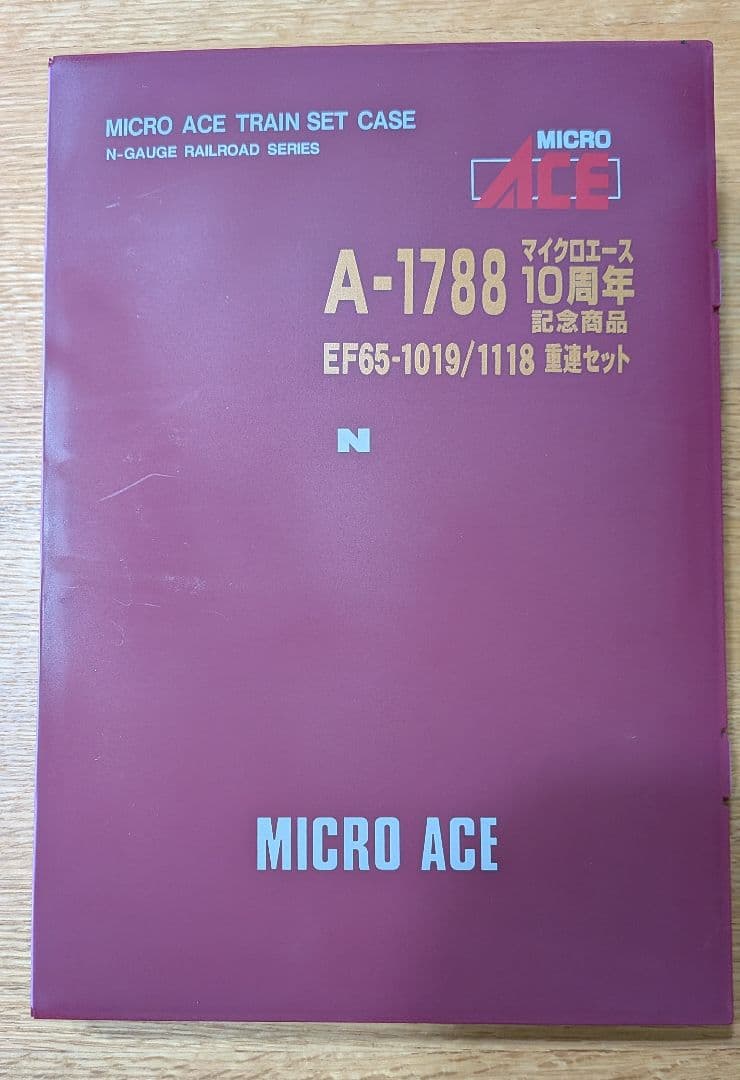 MICRO ACE TRAIN SET CASE
N-GAUGE RAILROAD SERIES
MICRO
ACE
A-1788
マイクロエース
10周年
記念商品
EF65-1019/1118 重連セット
N
MICRO ACE